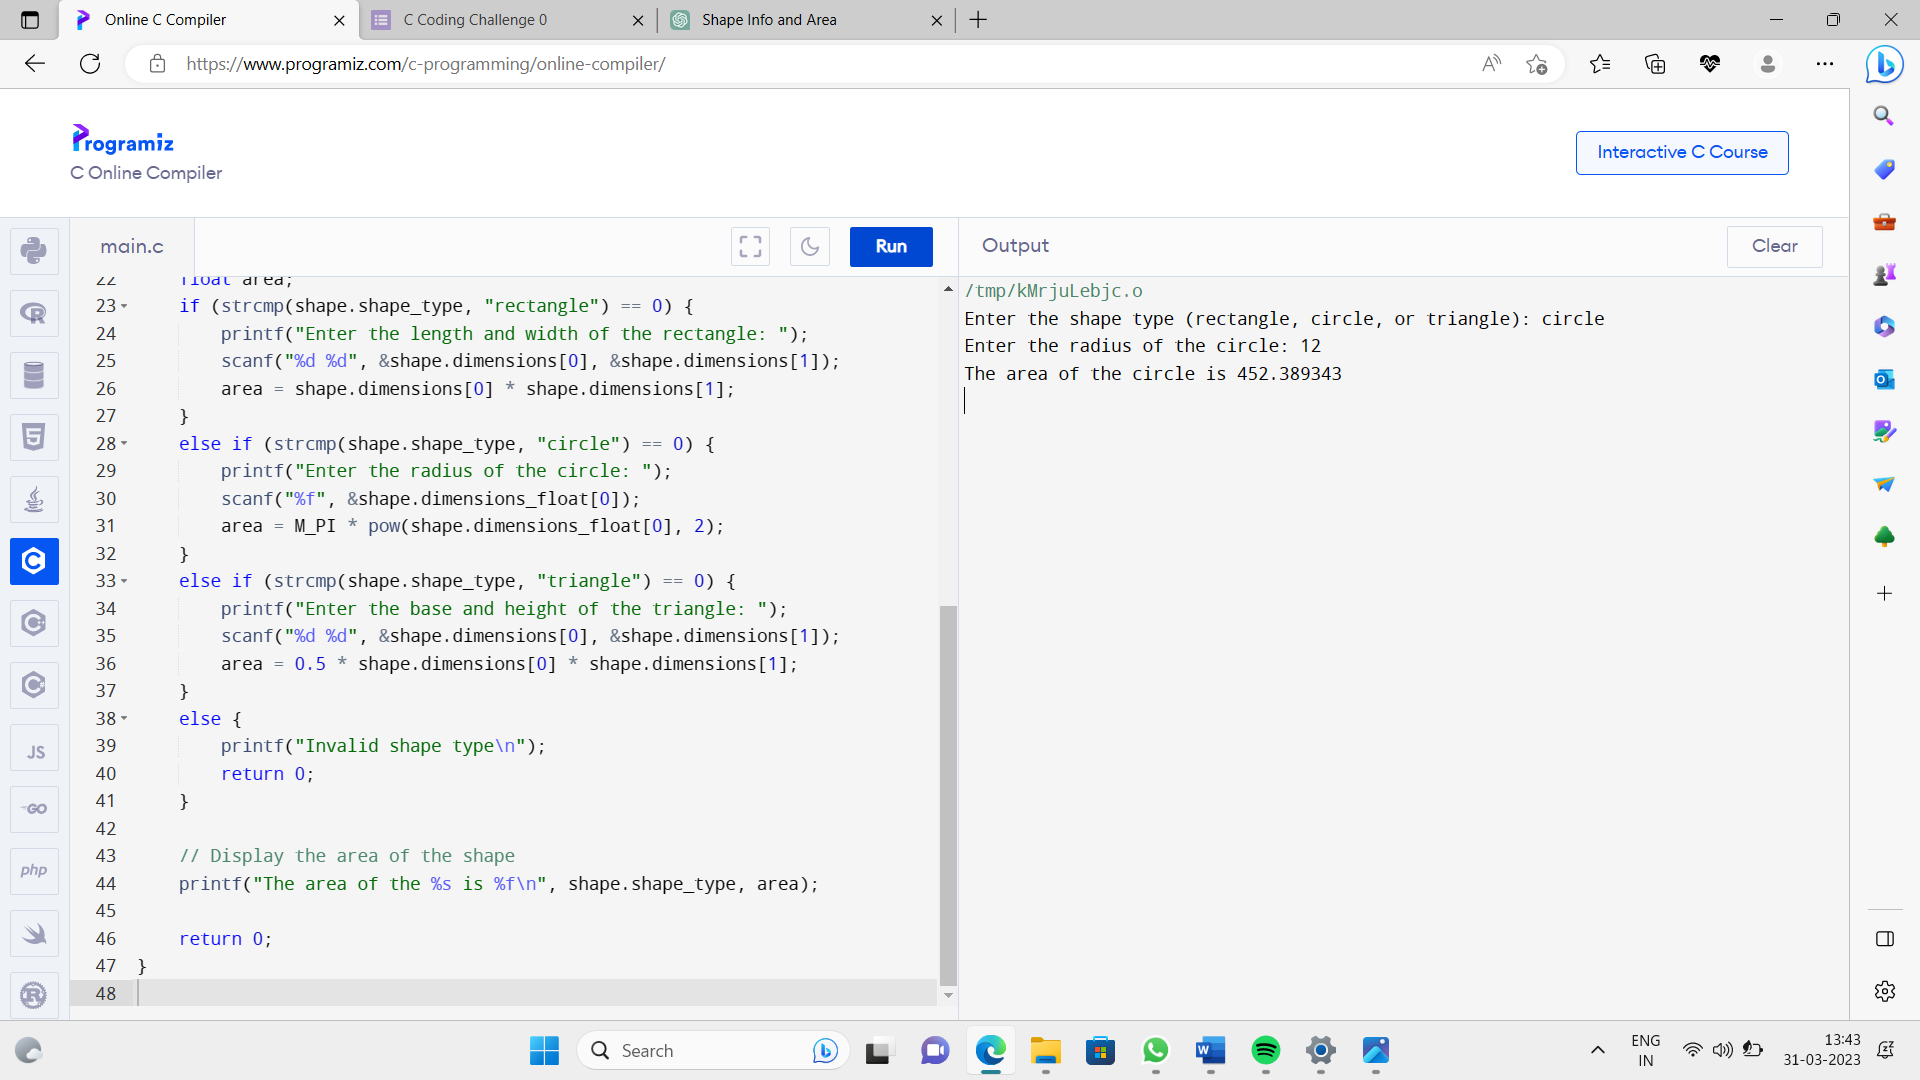 Online C Compiler
C Coding Challenge 0
Shape Info and Area
https://www.programiz.com/c-programming/online-compiler/
Programiz
C Online Compiler
Interactive C Course
main.c
Run
Output
Clear
22 float area;
23 if (strcmp(shape.shape_type, "rectangle") == 0) {
24 printf("Enter the length and width of the rectangle: ");
25 scanf("%d %d", &shape.dimensions[0], &shape.dimensions[1]);
26 area = shape.dimensions[0] * shape.dimensions[1];
27 }
28 else if (strcmp(shape.shape_type, "circle") == 0) {
29 printf("Enter the radius of the circle: ");
30 scanf("%f", &shape.dimensions_float[0]);
31 area = M_PI * pow(shape.dimensions_float[0], 2);
32 }
33 else if (strcmp(shape.shape_type, "triangle") == 0) {
34 printf("Enter the base and height of the triangle: ");
35 scanf("%d %d", &shape.dimensions[0], &shape.dimensions[1]);
36 area = 0.5 * shape.dimensions[0] * shape.dimensions[1];
37 }
38 else {
39 printf("Invalid shape type\n");
40 return 0;
41 }
42
43 // Display the area of the shape
44 printf("The area of the %s is %f\n", shape.shape_type, area);
45
46 return 0;
47 }
48
/tmp/kMrjuLebjc.o
Enter the shape type (rectangle, circle, or triangle): circle
Enter the radius of the circle: 12
The area of the circle is 452.389343
JS
GO
php
Search
ENG
IN
13:43
31-03-2023